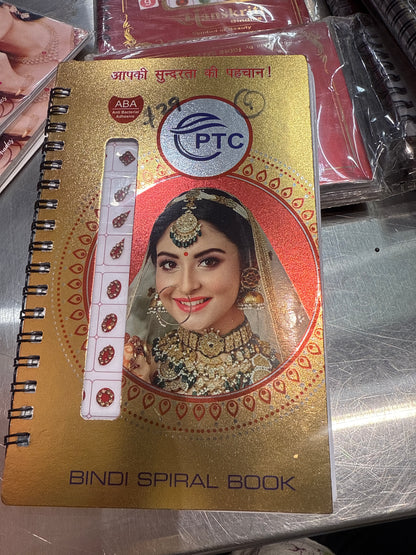 आपकी सुन्दरता की पहचान!
ABA
Anti Bacterial
Adhesive
PTC
BINDI SPIRAL BOOK